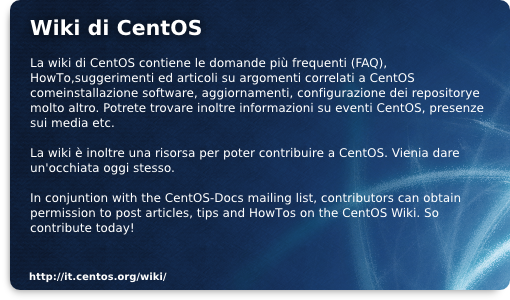 Wiki di CentOS
La wiki di CentOS contiene le domande più frequenti (FAQ),
HowTo,suggerimenti ed articoli su argomenti correlati a CentOS
comeinstallazione software, aggiornamenti, configurazione dei repositorye
molto altro. Potrete trovare inoltre informazioni su eventi CentOS, presenze
sui media etc.
La wiki è inoltre una risorsa per poter contribuire a CentOS. Vienia dare
un'occhiata oggi stesso.
In conjuntion with the CentOS-Docs mailing list, contributors can obtain
permission to post articles, tips and HowTos on the CentOS Wiki. So
contribute today!
http://it.centos.org/wiki/